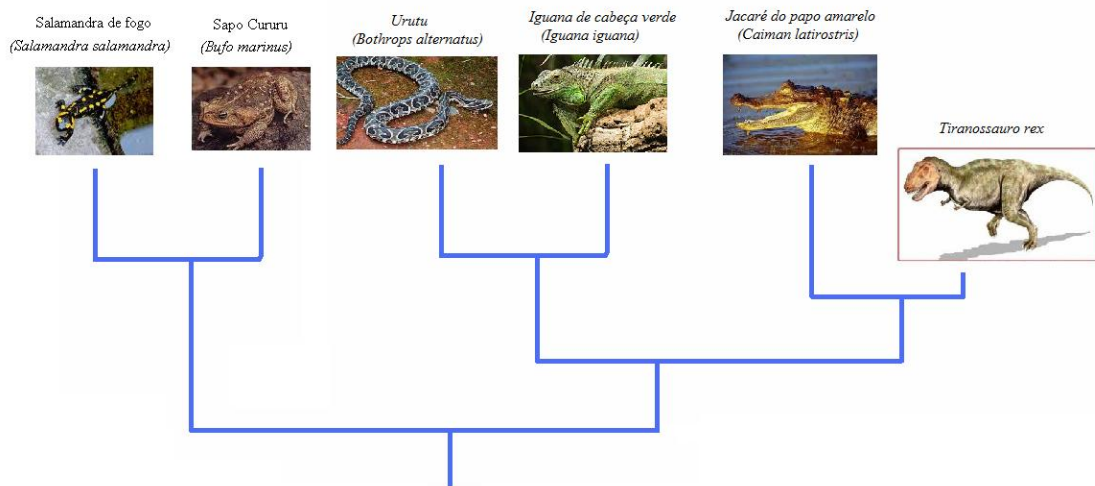 Salamandra de fogo
(Salamandra salamandra)
Sapo Cururu
(Bufo marinus)
Urutu
(Bothrops alternatus)
Iguana de cabeça verde
(Iguana iguana)
Jacaré do papo amarelo
(Caiman latirostris)
Tiranossauro rex